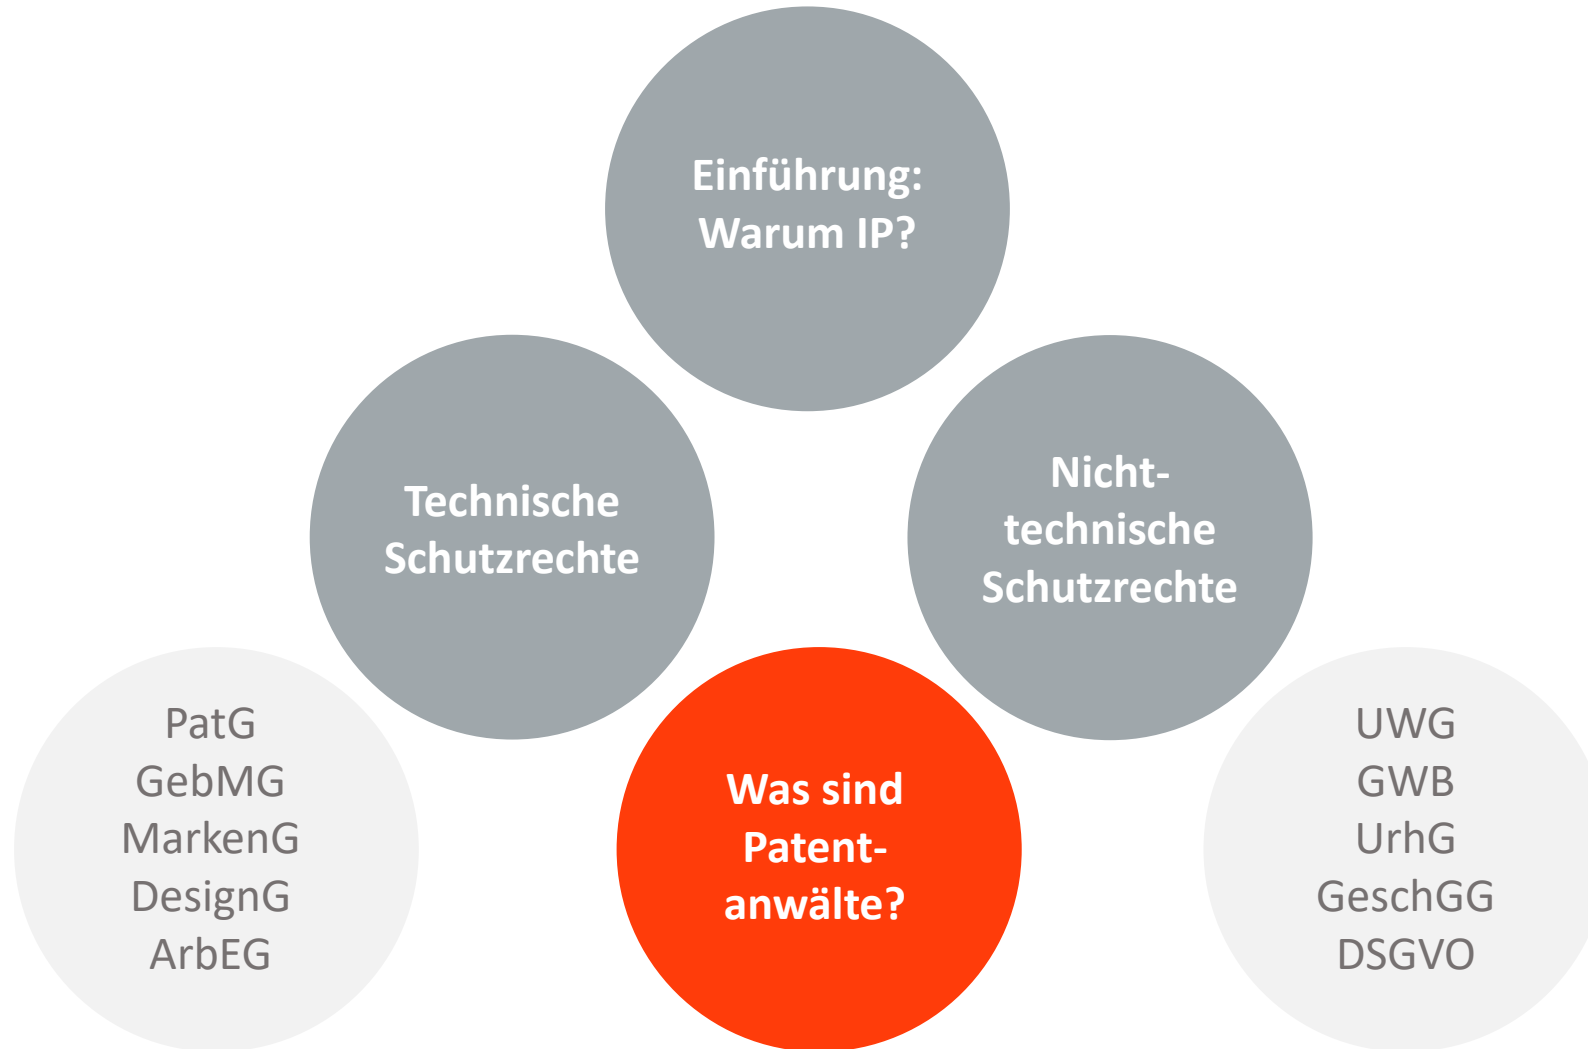 Einführung:
Warum IP?
Technische
Schutzrechte
Nicht-
technische
Schutzrechte
PatG
GebMG
MarkenG
DesignG
ArbEG
Was sind
Patent-
anwälte?
UWG
GWB
UrhG
GeschGG
DSGVO